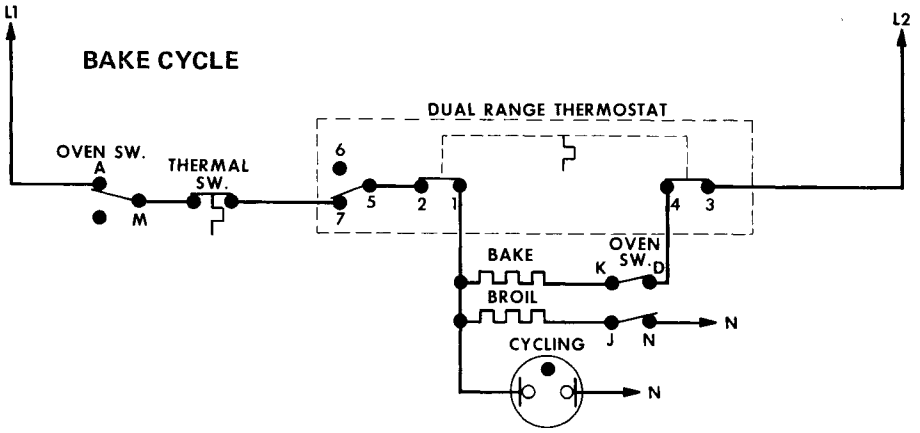 L1
L2
BAKE CYCLE
DUAL RANGE THERMOSTAT
OVEN SW.
A
THERMAL
SW.
M
6
7
5
2
1
4
3
BAKE
OVEN
SW.
K
D
BROIL
J
N
N
CYCLING
N